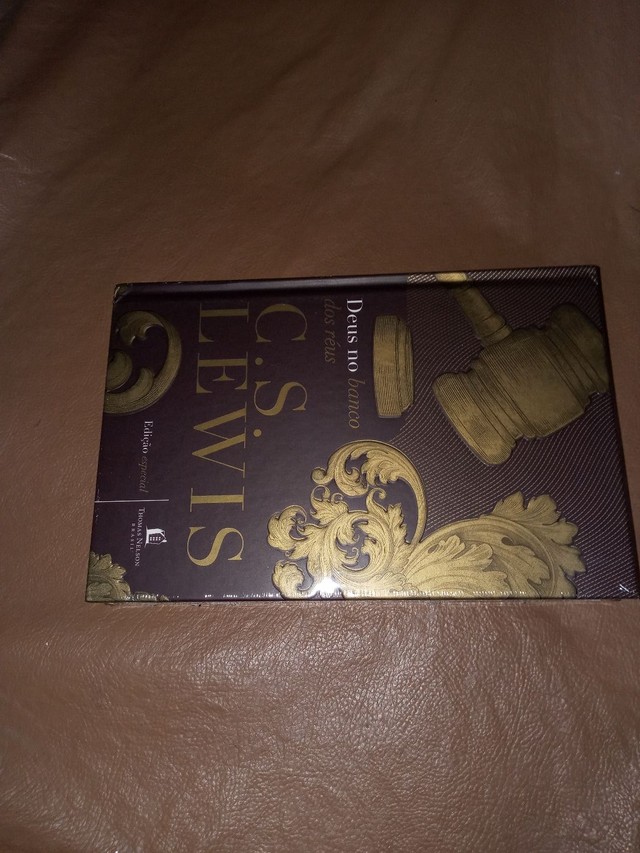 Deus no banco
dos réus
C.S.
LEWIS
Edição especial
THOMAS NELSON
BRASIL